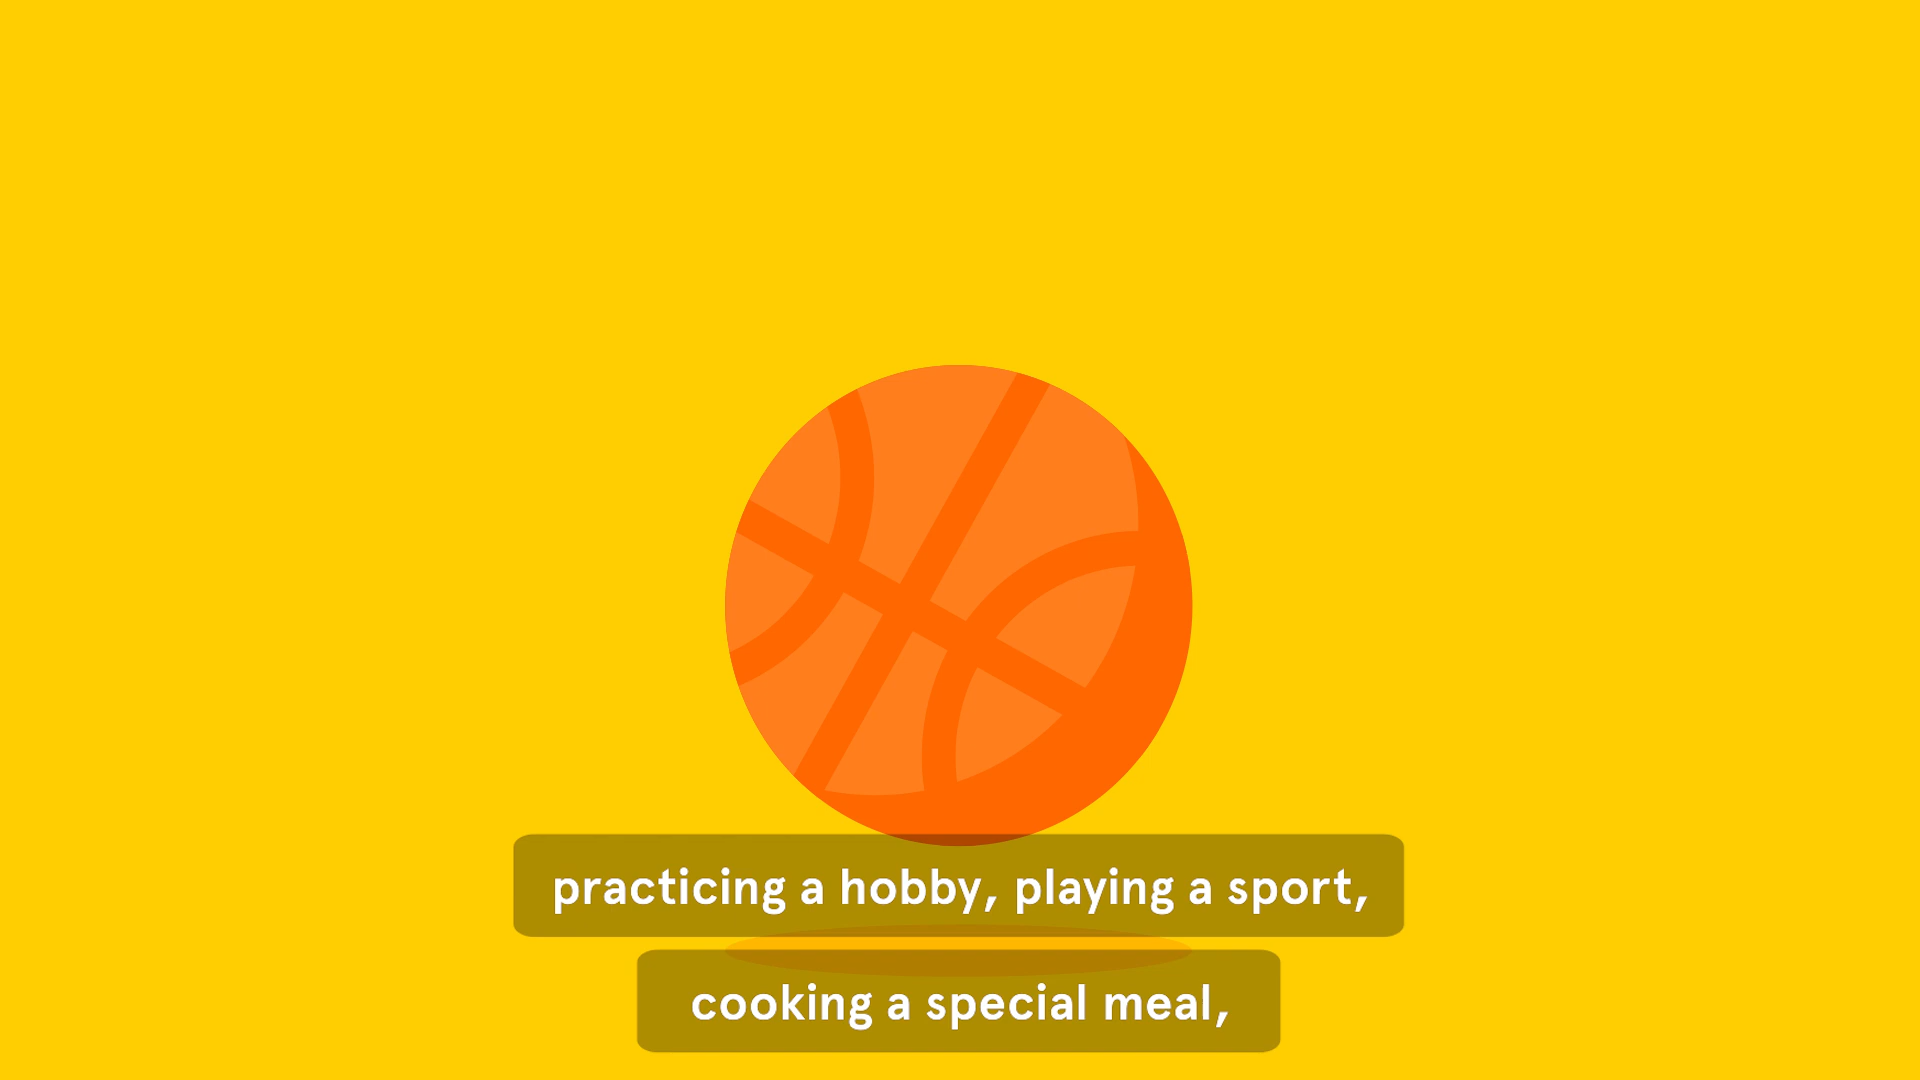 practicing a hobby, playing a sport,
cooking a special meal,